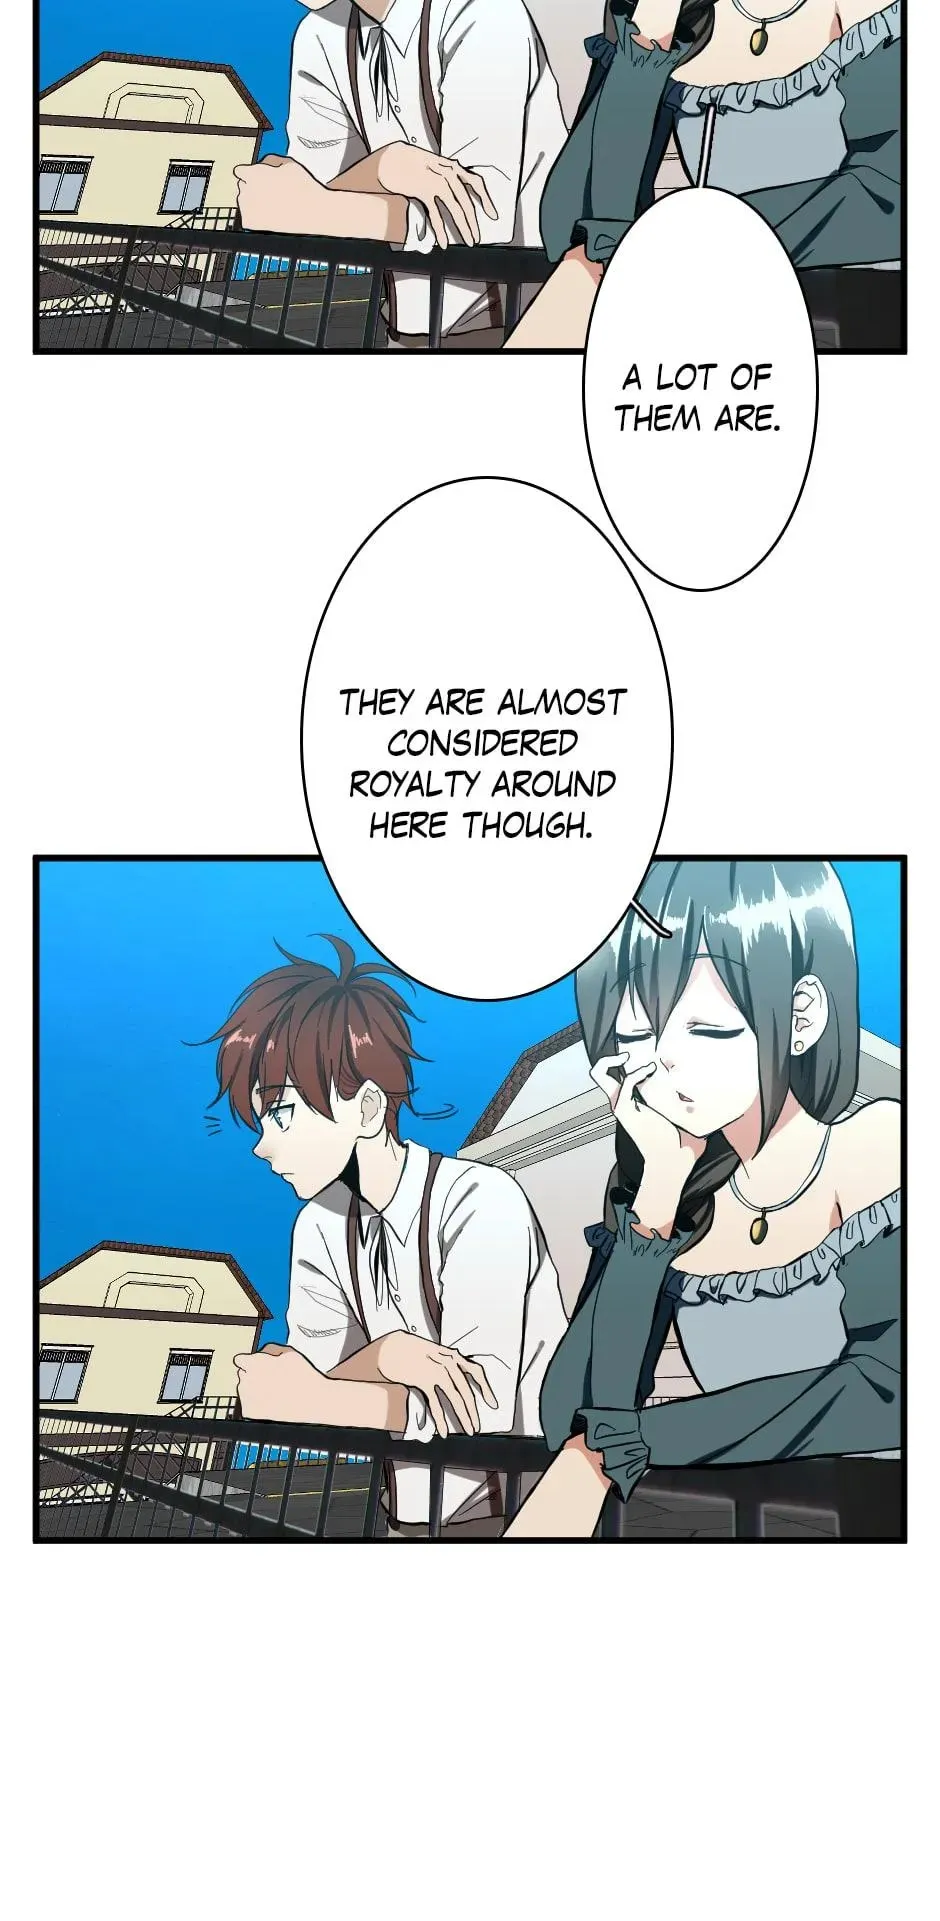 A LOT OF
THEM ARE.
THEY ARE ALMOST
CONSIDERED
ROYALTY AROUND
HERE THOUGH.